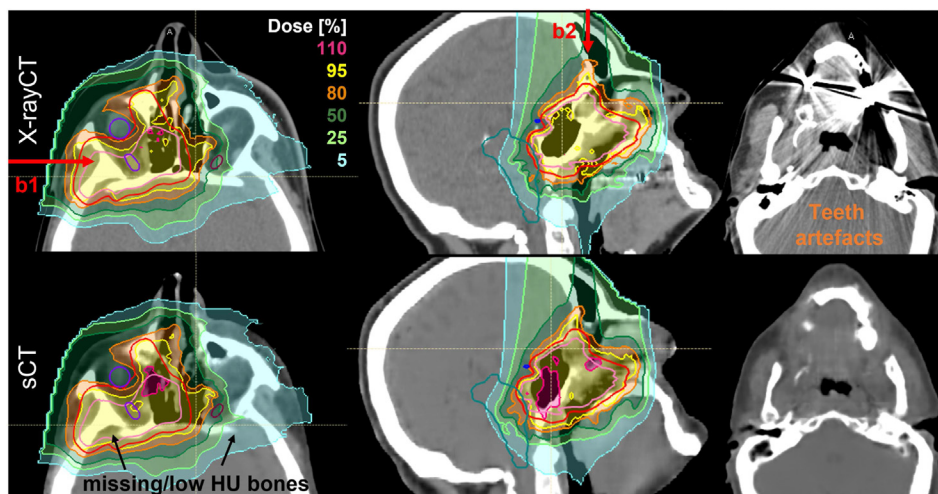 X-rayCT
A
b1
Dose [%]
110
95
80
50
25
5
b2
A
Teeth
artefacts
sCT
missing/low HU bones